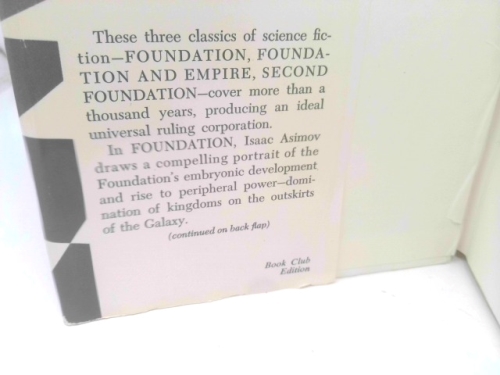 These three classics of science fic-
tion—FOUNDATION, FOUNDA-
TION AND EMPIRE, SECOND
FOUNDATION—cover more than a
thousand years, producing an ideal
universal ruling corporation.
In FOUNDATION, Isaac Asimov
draws a compelling portrait of the
Foundation's embryonic development
and rise to peripheral power—domi-
nation of kingdoms on the outskirts
of the Galaxy.
(continued on back flap)
Book Club
Edition